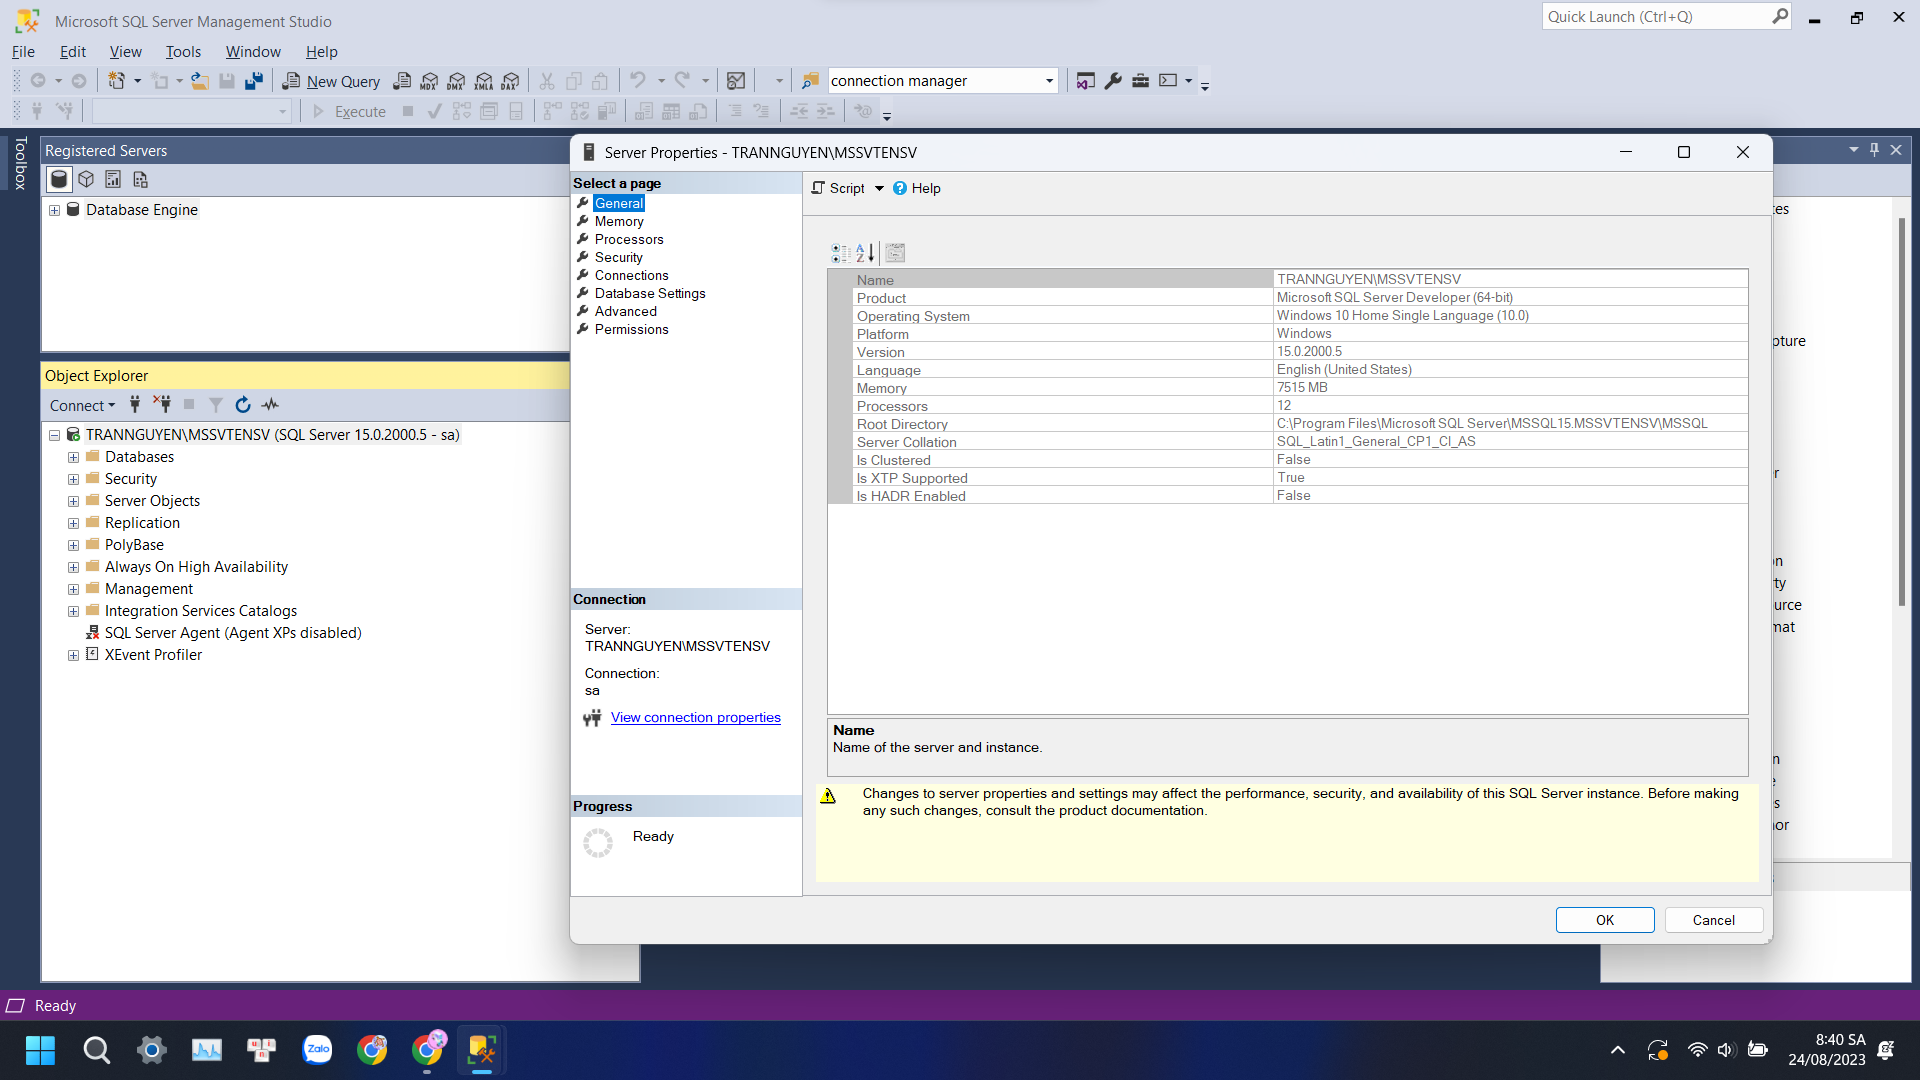 Microsoft SQL Server Management Studio
Quick Launch (Ctrl+Q)
File Edit View Tools Window Help
New Query MDX DMX XMLA DAX connection manager
Execute
Toolbox
Registered Servers
Database Engine
Object Explorer
Connect
TRANNGUYEN\MSSVTENSV (SQL Server 15.0.2000.5 - sa)
Databases
Security
Server Objects
Replication
PolyBase
Always On High Availability
Management
Integration Services Catalogs
SQL Server Agent (Agent XPs disabled)
XEvent Profiler
Server Properties - TRANNGUYEN\MSSVTENSV
Select a page
General
Memory
Processors
Security
Connections
Database Settings
Advanced
Permissions
Connection
Server:
TRANNGUYEN\MSSVTENSV
Connection:
sa
View connection properties
Progress
Ready
Script Help
Name TRANNGUYEN\MSSVTENSV
Product Microsoft SQL Server Developer (64-bit)
Operating System Windows 10 Home Single Language (10.0)
Platform Windows
Version 15.0.2000.5
Language English (United States)
Memory 7515 MB
Processors 12
Root Directory C:\Program Files\Microsoft SQL Server\MSSQL15.MSSVTENSV\MSSQL
Server Collation SQL_Latin1_General_CP1_CI_AS
Is Clustered False
Is XTP Supported True
Is HADR Enabled False
Name
Name of the server and instance.
Changes to server properties and settings may affect the performance, security, and availability of this SQL Server instance. Before making
any such changes, consult the product documentation.
OK Cancel
Ready
Zalo
8:40 SA
24/08/2023